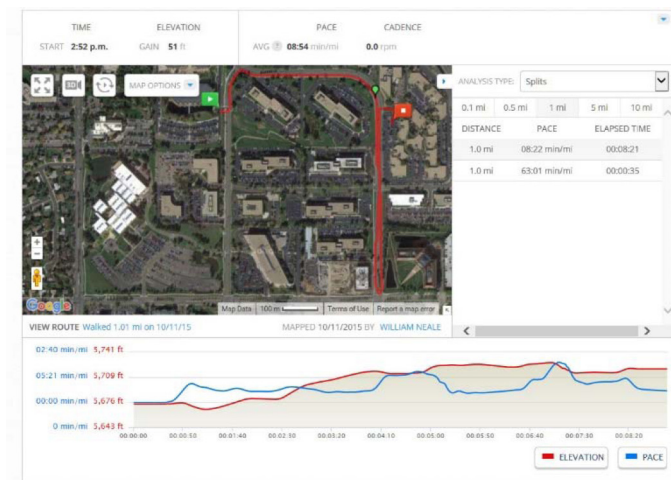 TIME ELEVATION PACE CADENCE
START 2:52 p.m. GAIN 51 ft AVG ? 08:54 min/mi 0.0 rpm
3D MAP OPTIONS
ANALYSIS TYPE: Splits
0.1 mi 0.5 mi 1 mi 5 mi 10 mi
DISTANCE PACE ELAPSED TIME
1.0 mi 08:22 min/mi 00:08:21
1.0 mi 63:01 min/mi 00:00:35
Google Map Data 100 m Terms of Use Report a map error
VIEW ROUTE Walked 1.01 mi on 10/11/15 MAPPED 10/11/2015 BY WILLIAM NEALE
02:40 min/mi 5,741 ft
05:21 min/mi 5,709 ft
00:00 min/mi 5,676 ft
0 min/mi 5,643 ft
00:00:00 00:00:50 00:01:40 00:02:30 00:03:20 00:04:10 00:05:00 00:05:50 00:06:40 00:07:30 00:08:20
ELEVATION PACE